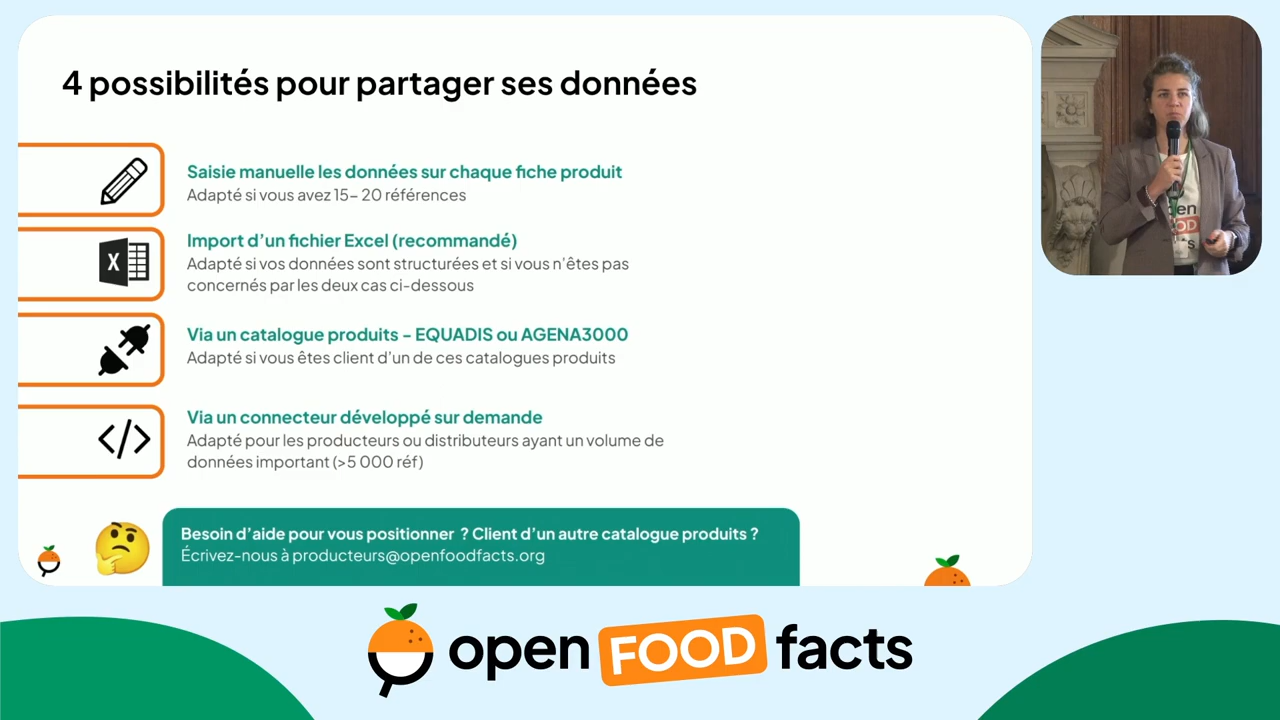 4 possibilités pour partager ses données
Saisie manuelle les données sur chaque fiche produit
Adapté si vous avez 15– 20 références
X
Import d’un fichier Excel (recommandé)
Adapté si vos données sont structurées et si vous n’êtes pas
concernés par les deux cas ci-dessous
Via un catalogue produits – EQUADIS ou AGENA3000
Adapté si vous êtes client d’un de ces catalogues produits
</>
Via un connecteur développé sur demande
Adapté pour les producteurs ou distributeurs ayant un volume de
données important (>5 000 réf)
Besoin d’aide pour vous positionner ? Client d’un autre catalogue produits ?
Écrivez-nous à producteurs@openfoodfacts.org
open FOOD facts